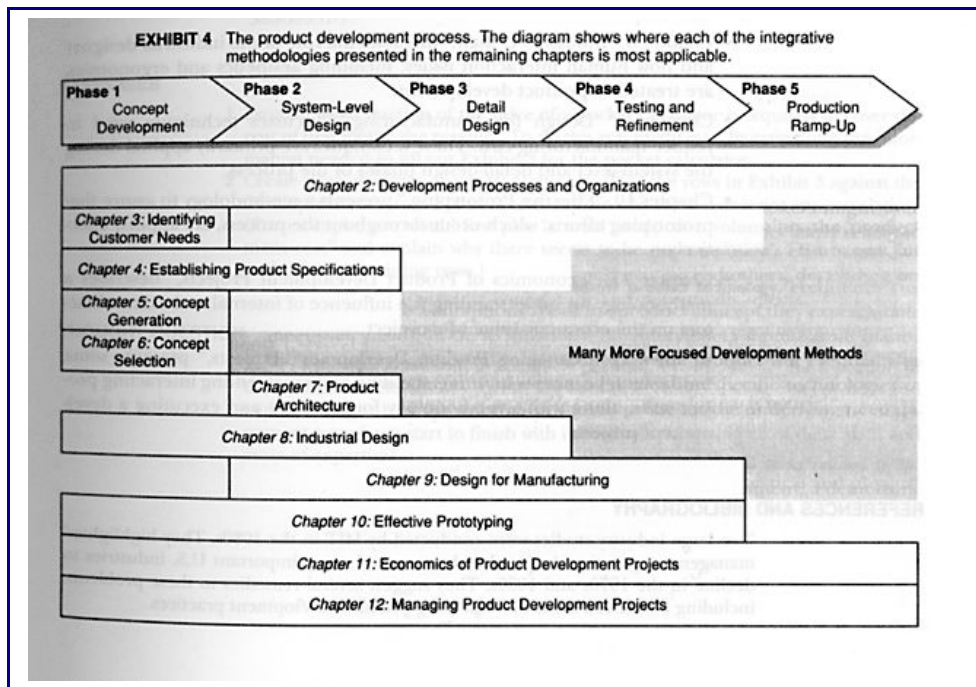 EXHIBIT 4 The product development process. The diagram shows where each of the integrative
methodologies presented in the remaining chapters is most applicable.
Phase 1
Concept
Development
Phase 2
System-Level
Design
Phase 3
Detail
Design
Phase 4
Testing and
Refinement
Phase 5
Production
Ramp-Up
Chapter 2: Development Processes and Organizations
Chapter 3: Identifying
Customer Needs
Chapter 4: Establishing Product Specifications
Chapter 5: Concept
Generation
Chapter 6: Concept
Selection
Many More Focused Development Methods
Chapter 7: Product
Architecture
Chapter 8: Industrial Design
Chapter 9: Design for Manufacturing
Chapter 10: Effective Prototyping
Chapter 11: Economics of Product Development Projects
Chapter 12: Managing Product Development Projects